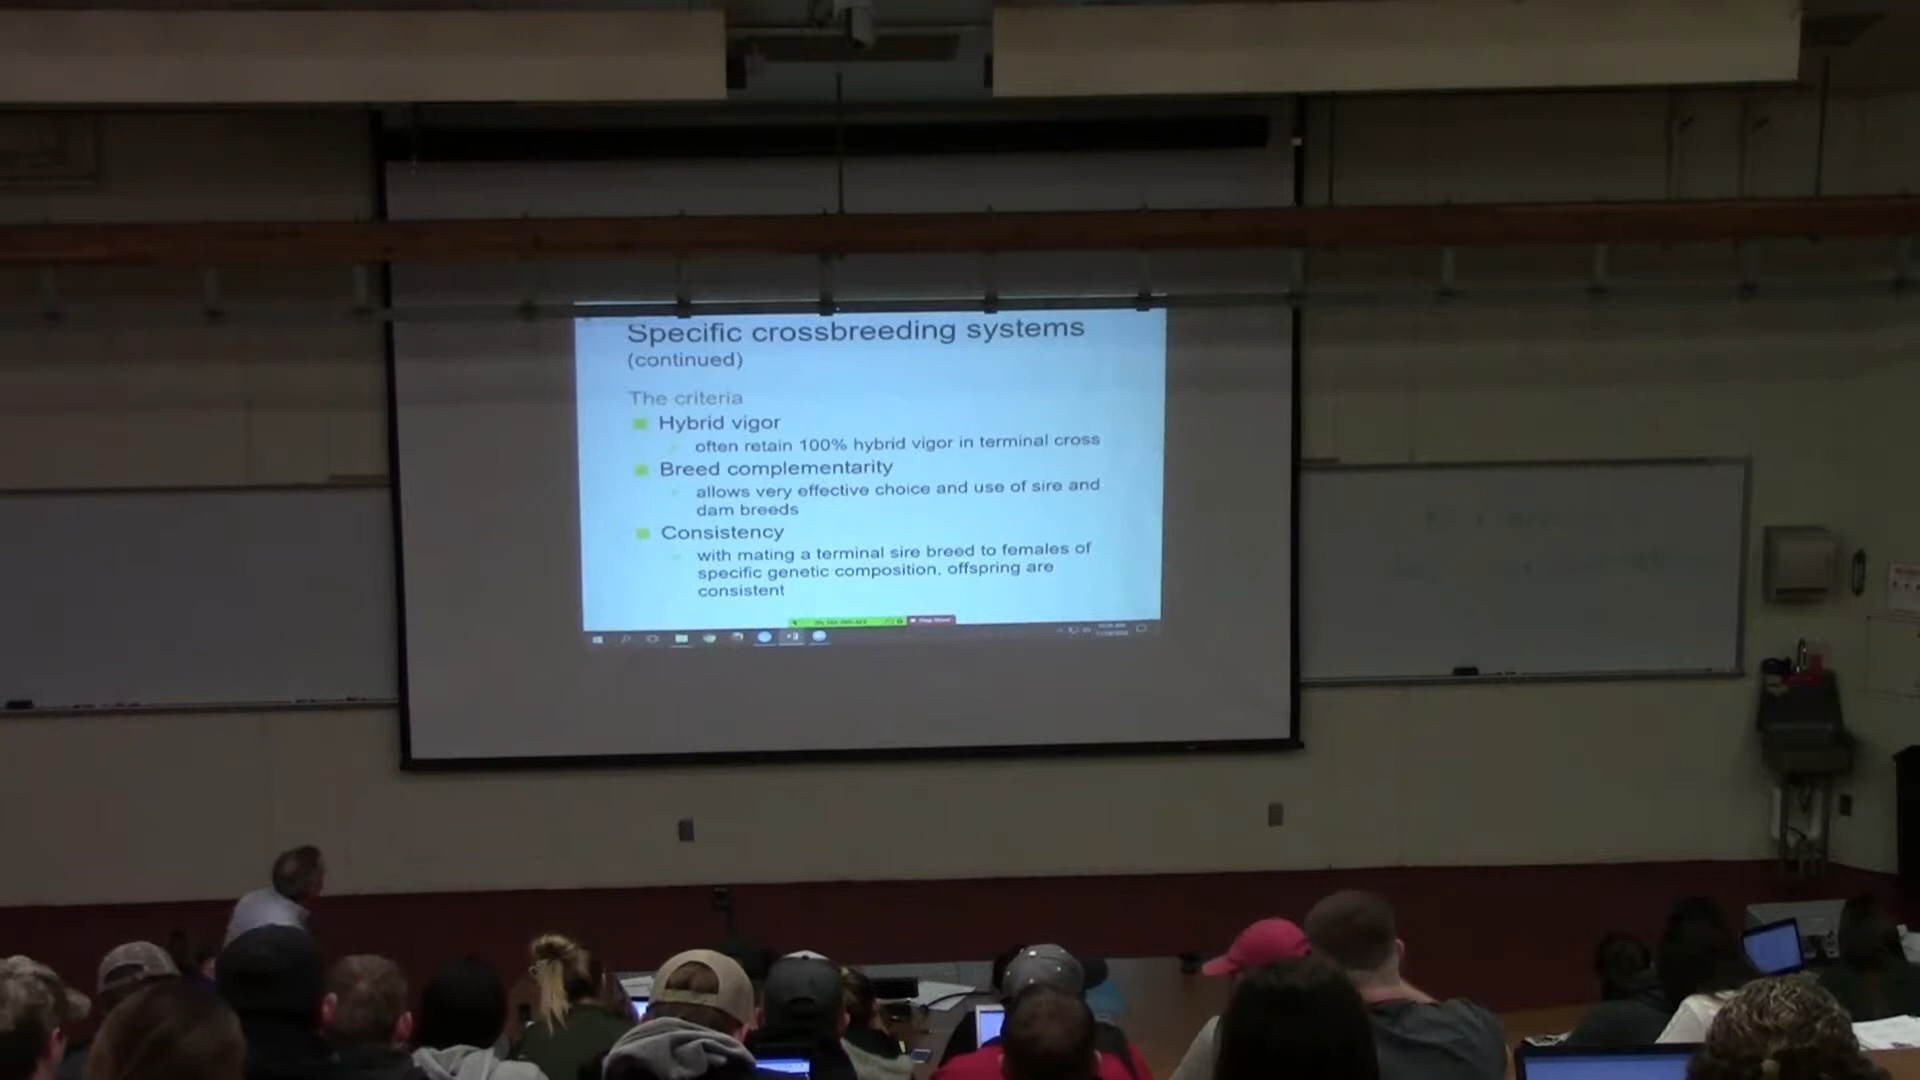 Specific crossbreeding systems
(continued)
The criteria
Hybrid vigor
often retain 100% hybrid vigor in terminal cross
Breed complementarity
allows very effective choice and use of sire and
dam breeds
Consistency
with mating a terminal sire breed to females of
specific genetic composition, offspring are
consistent